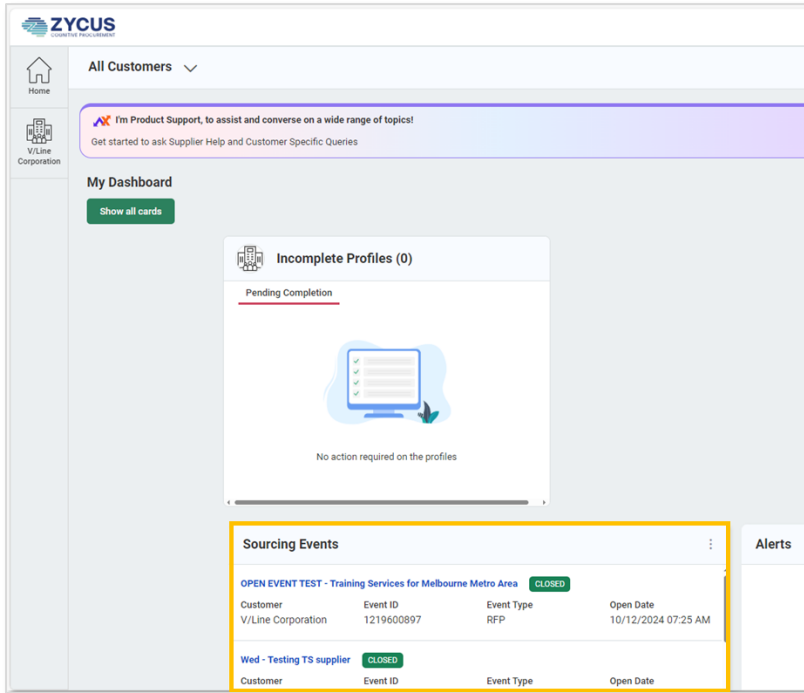 ZYCUS
COGNITIVE PROCUREMENT
Home
V/Line
Corporation
All Customers
I'm Product Support, to assist and converse on a wide range of topics!
Get started to ask Supplier Help and Customer Specific Queries
My Dashboard
Show all cards
Incomplete Profiles (0)
Pending Completion
No action required on the profiles
Sourcing Events
Alerts
OPEN EVENT TEST - Training Services for Melbourne Metro Area CLOSED
Customer Event ID Event Type Open Date
V/Line Corporation 1219600897 RFP 10/12/2024 07:25 AM
Wed - Testing TS supplier CLOSED
Customer Event ID Event Type Open Date